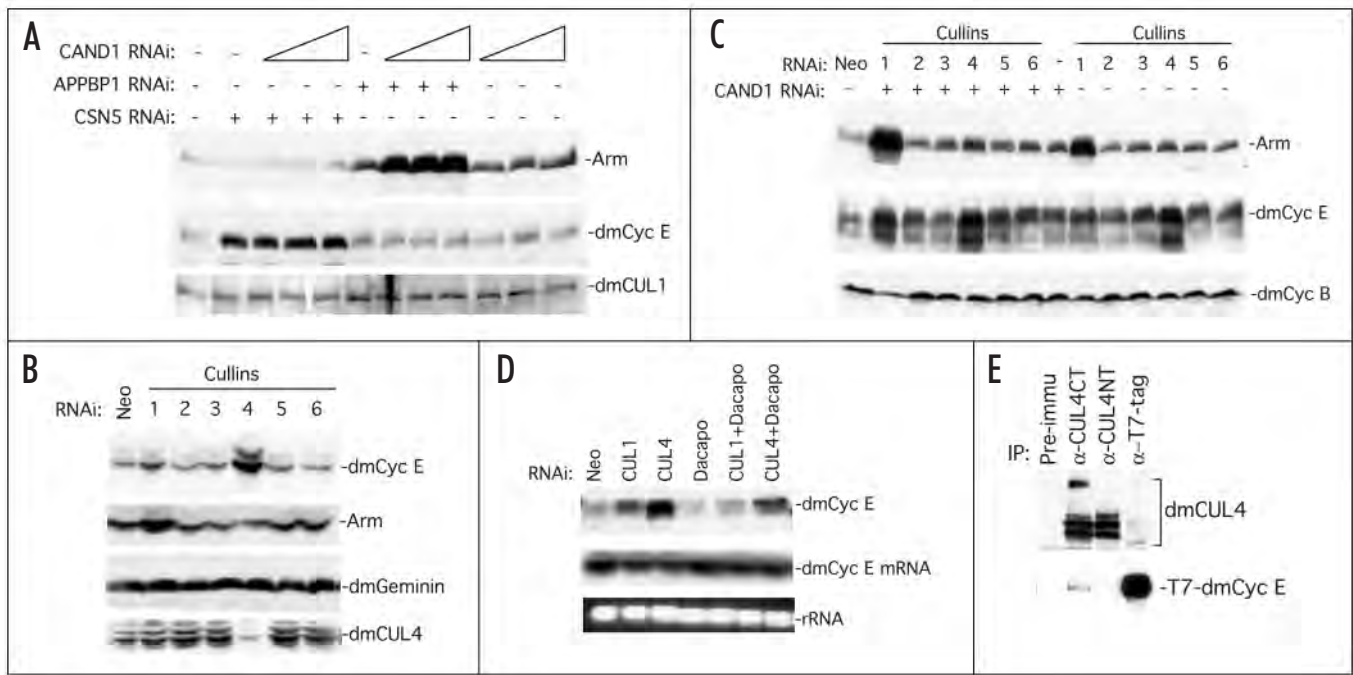 A
CAND1 RNAi: - - -
APPBP1 RNAi: - - - - - + + + + - - -
CSN5 RNAi: - + + + + - - - - - - -
-Arm
-dmCyc E
-dmCUL1
C
Cullins Cullins
RNAi: Neo 1 2 3 4 5 6 - 1 2 3 4 5 6
CAND1 RNAi: - + + + + + + + - - - - - -
-Arm
-dmCyc E
-dmCyc B
B
Cullins
RNAi: Neo 1 2 3 4 5 6
-dmCyc E
-Arm
-dmGeminin
-dmCUL4
D
RNAi: Neo CUL1 CUL4 Dacapo CUL1+Dacapo CUL4+Dacapo
-dmCyc E
-dmCyc E mRNA
-rRNA
E
IP: Pre-immu α-CUL4CT α-CUL4NT α-T7-tag
dmCUL4
-T7-dmCyc E